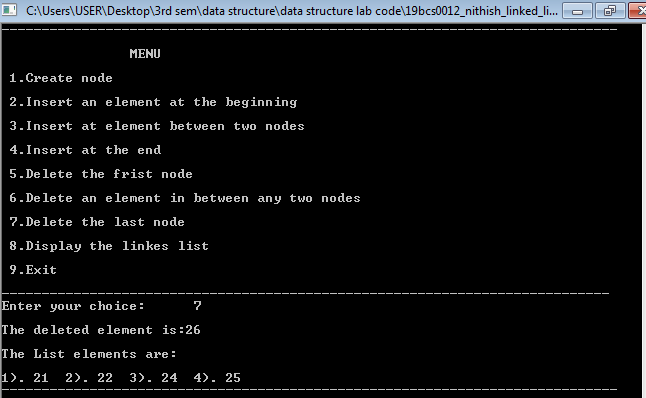 C:\Users\USER\Desktop\3rd sem\data structure\data structure lab code\19bcs0012_nithish_linked_li...
MENU
1.Create node
2.Insert an element at the beginning
3.Insert at element between two nodes
4.Insert at the end
5.Delete the frist node
6.Delete an element in between any two nodes
7.Delete the last node
8.Display the linkes list
9.Exit
Enter your choice: 7
The deleted element is:26
The List elements are:
1). 21 2). 22 3). 24 4). 25